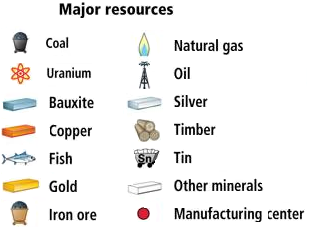 Major resources
Coal
Uranium
Bauxite
Copper
Fish
Gold
Iron ore
Natural gas
Oil
Silver
Timber
Sn
Tin
Other minerals
Manufacturing center